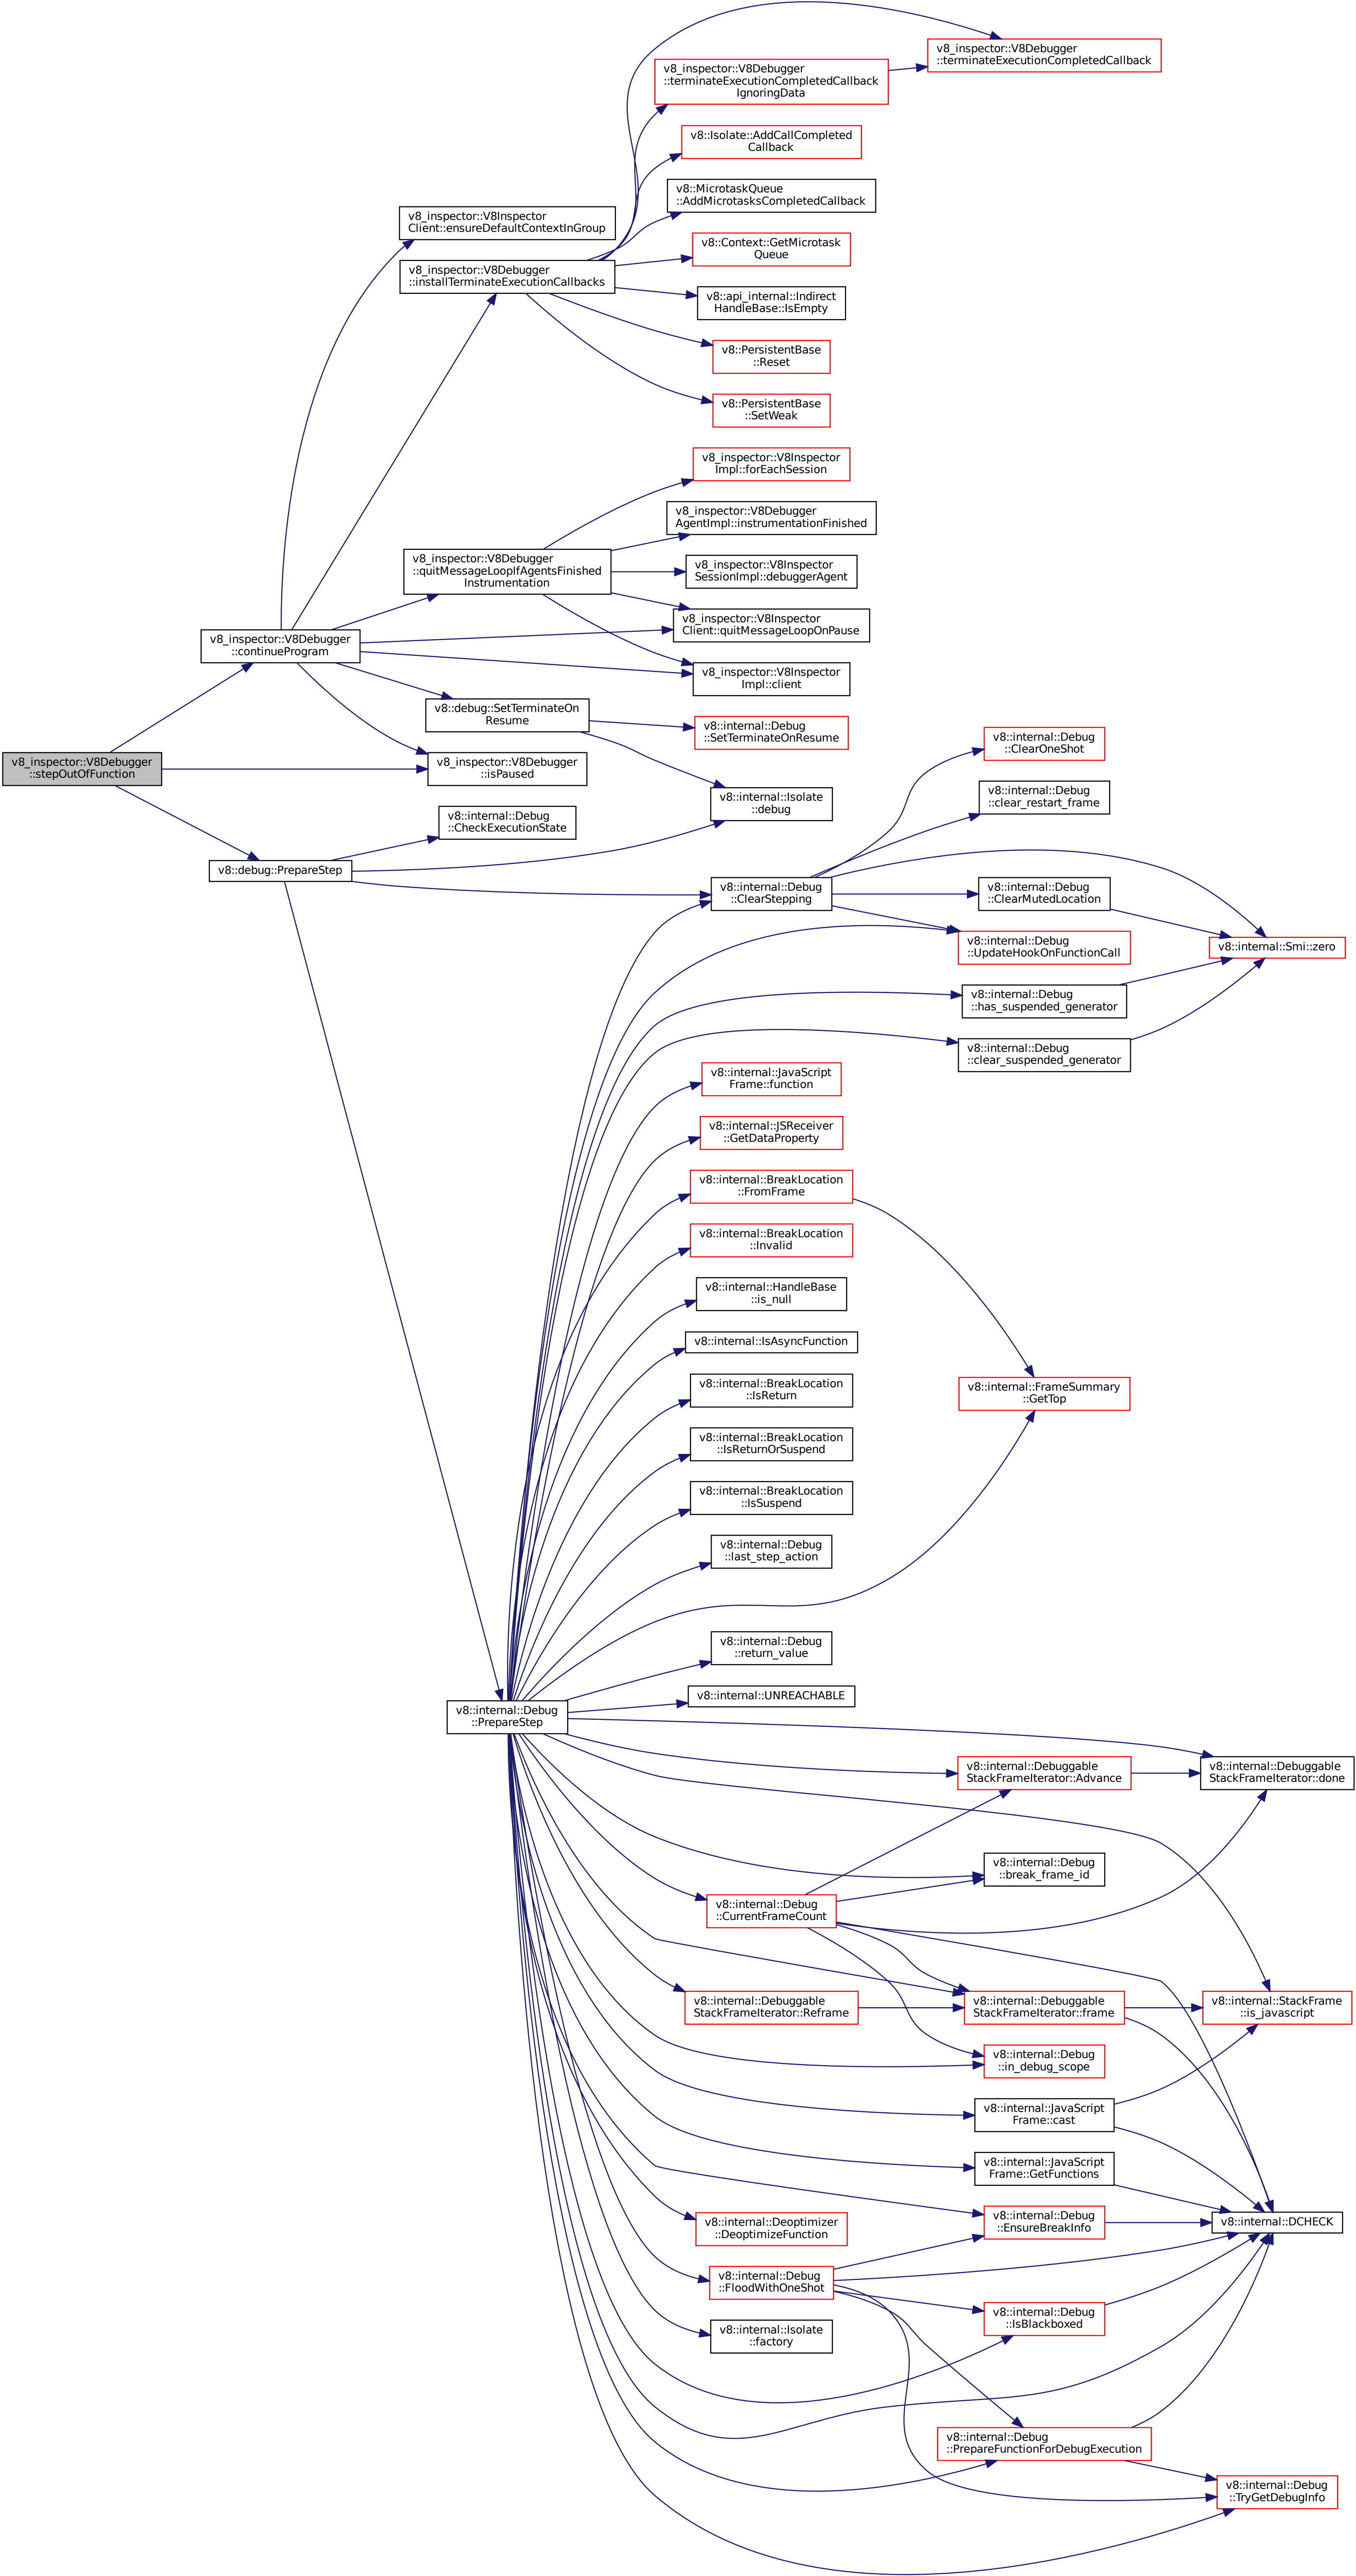 v8_inspector::V8Debugger
::terminateExecutionCompletedCallback
v8_inspector::V8Debugger
::terminateExecutionCompletedCallback
IgnoringData
v8::Isolate::AddCallCompleted
Callback
v8::MicrotaskQueue
::AddMicrotasksCompletedCallback
v8_inspector::V8Inspector
Client::ensureDefaultContextInGroup
v8::Context::GetMicrotask
Queue
v8_inspector::V8Debugger
::installTerminateExecutionCallbacks
v8::api_internal::Indirect
HandleBase::IsEmpty
v8::PersistentBase
::Reset
v8::PersistentBase
::SetWeak
v8_inspector::V8Inspector
Impl::forEachSession
v8_inspector::V8Debugger
AgentImpl::instrumentationFinished
v8_inspector::V8Debugger
::quitMessageLoopIfAgentsFinished
Instrumentation
v8_inspector::V8Inspector
SessionImpl::debuggerAgent
v8_inspector::V8Inspector
Client::quitMessageLoopOnPause
v8_inspector::V8Debugger
::continueProgram
v8_inspector::V8Inspector
Impl::client
v8::debug::SetTerminateOn
Resume
v8::internal::Debug
::SetTerminateOnResume
v8::internal::Debug
::ClearOneShot
v8_inspector::V8Debugger
::stepOutOfFunction
v8_inspector::V8Debugger
::isPaused
v8::internal::Isolate
::debug
v8::internal::Debug
::clear_restart_frame
v8::internal::Debug
::CheckExecutionState
v8::debug::PrepareStep
v8::internal::Debug
::ClearStepping
v8::internal::Debug
::ClearMutedLocation
v8::internal::Debug
::UpdateHookOnFunctionCall
v8::internal::Smi::zero
v8::internal::Debug
::has_suspended_generator
v8::internal::Debug
::clear_suspended_generator
v8::internal::JavaScript
Frame::function
v8::internal::JSReceiver
::GetDataProperty
v8::internal::BreakLocation
::FromFrame
v8::internal::BreakLocation
::Invalid
v8::internal::HandleBase
::is_null
v8::internal::IsAsyncFunction
v8::internal::BreakLocation
::IsReturn
v8::internal::FrameSummary
::GetTop
v8::internal::BreakLocation
::IsReturnOrSuspend
v8::internal::BreakLocation
::IsSuspend
v8::internal::Debug
::last_step_action
v8::internal::Debug
::return_value
v8::internal::UNREACHABLE
v8::internal::Debug
::PrepareStep
v8::internal::Debuggable
StackFrameIterator::Advance
v8::internal::Debuggable
StackFrameIterator::done
v8::internal::Debug
::break_frame_id
v8::internal::Debug
::CurrentFrameCount
v8::internal::Debuggable
StackFrameIterator::Reframe
v8::internal::Debuggable
StackFrameIterator::frame
v8::internal::StackFrame
::is_javascript
v8::internal::Debug
::in_debug_scope
v8::internal::JavaScript
Frame::cast
v8::internal::JavaScript
Frame::GetFunctions
v8::internal::Deoptimizer
::DeoptimizeFunction
v8::internal::Debug
::EnsureBreakInfo
v8::internal::DCHECK
v8::internal::Debug
::FloodWithOneShot
v8::internal::Debug
::IsBlackboxed
v8::internal::Isolate
::factory
v8::internal::Debug
::PrepareFunctionForDebugExecution
v8::internal::Debug
::TryGetDebugInfo